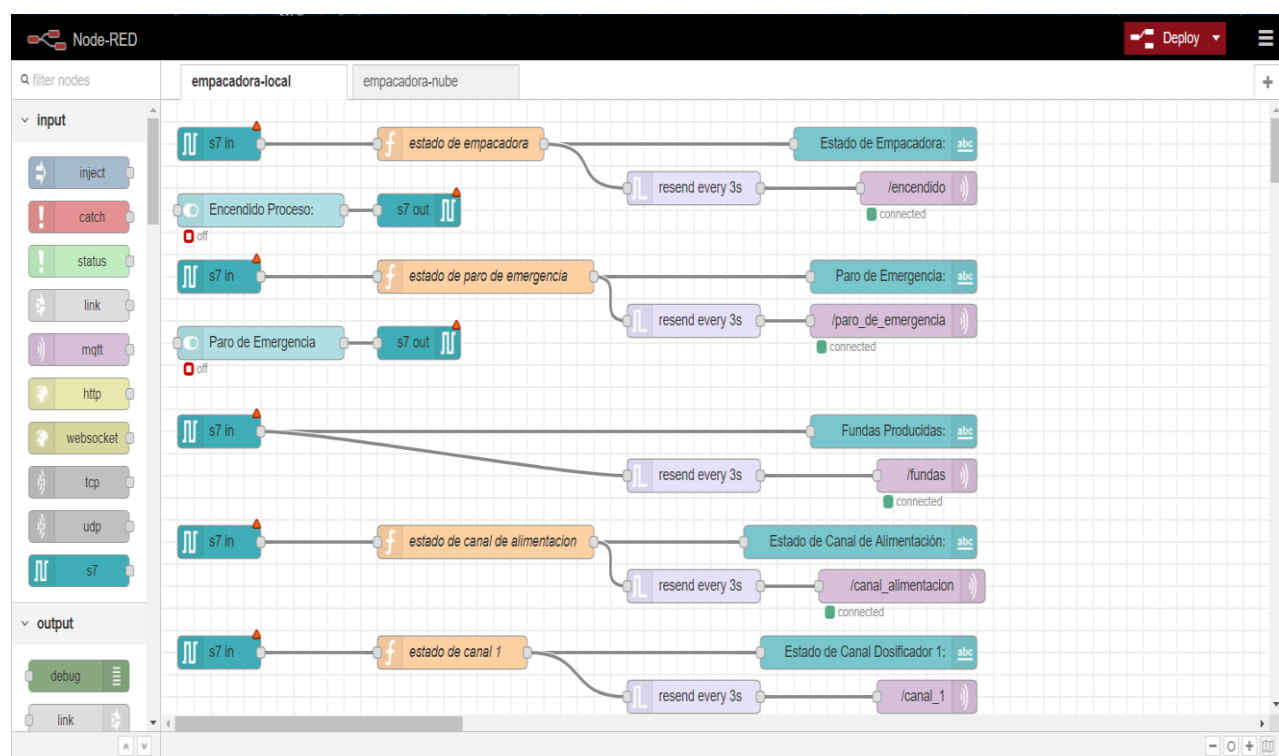 Node-RED
Deploy
filter nodes
empacadora-local
empacadora-nube
input
inject
catch
status
link
mqtt
http
websocket
tcp
udp
s7
output
debug
link
s7 in
estado de empacadora
Estado de Empacadora:
abc
resend every 3s
/encendido
connected
Encendido Proceso:
s7 out
off
s7 in
estado de paro de emergencia
Paro de Emergencia:
abc
resend every 3s
/paro_de_emergencia
connected
Paro de Emergencia
s7 out
off
s7 in
Fundas Producidas:
abc
resend every 3s
/fundas
connected
s7 in
estado de canal de alimentacion
Estado de Canal de Alimentación:
abc
resend every 3s
/canal_alimentacion
connected
s7 in
estado de canal 1
Estado de Canal Dosificador 1:
abc
resend every 3s
/canal_1